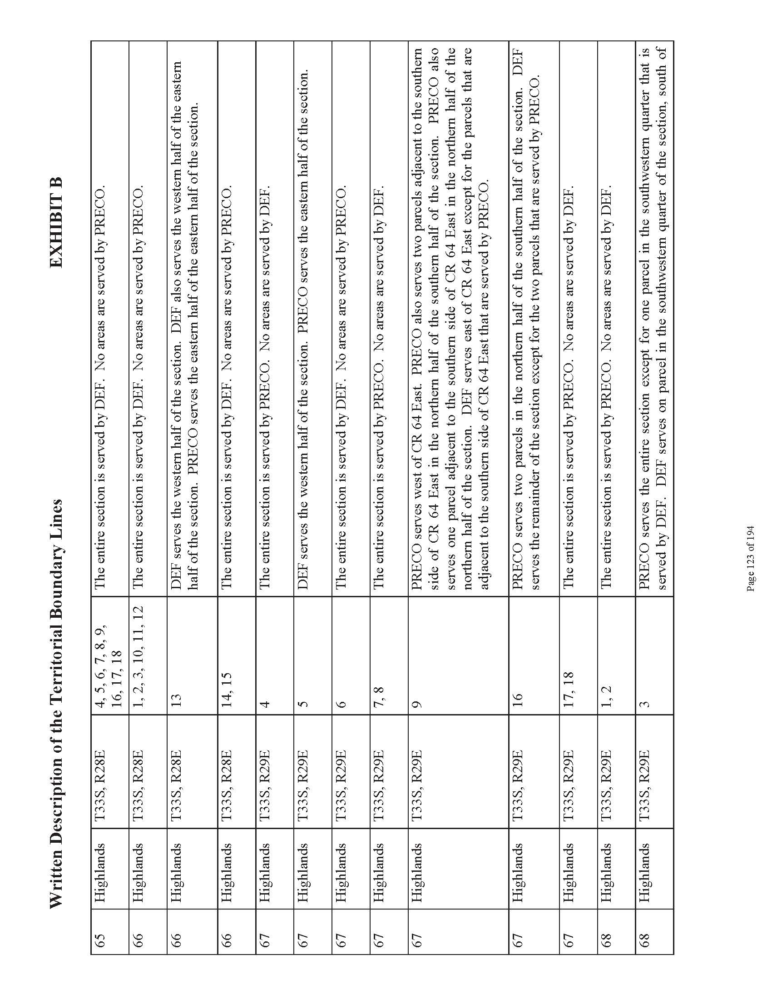 Written Description of the Territorial Boundary Lines EXHIBIT B
65 Highlands T33S, R28E 4, 5, 6, 7, 8, 9, The entire section is served by DEF. No areas are served by PRECO.
16, 17, 18
66 Highlands T33S, R28E 1, 2, 3, 10, 11, 12 The entire section is served by DEF. No areas are served by PRECO.
66 Highlands T33S, R28E 13 DEF serves the western half of the section. DEF also serves the western half of the eastern
half of the section. PRECO serves the eastern half of the eastern half of the section.
66 Highlands T33S, R28E 14, 15 The entire section is served by DEF. No areas are served by PRECO.
67 Highlands T33S, R29E 4 The entire section is served by PRECO. No areas are served by DEF.
67 Highlands T33S, R29E 5 DEF serves the western half of the section. PRECO serves the eastern half of the section.
67 Highlands T33S, R29E 6 The entire section is served by DEF. No areas are served by PRECO.
67 Highlands T33S, R29E 7, 8 The entire section is served by PRECO. No areas are served by DEF.
67 Highlands T33S, R29E 9 PRECO serves west of CR 64 East. PRECO also serves two parcels adjacent to the southern
side of CR 64 East in the northern half of the southern half of the section. PRECO also
serves one parcel adjacent to the southern side of CR 64 East in the northern half of the
northern half of the section. DEF serves east of CR 64 East except for the parcels that are
adjacent to the southern side of CR 64 East that are served by PRECO.
67 Highlands T33S, R29E 16 PRECO serves two parcels in the northern half of the southern half of the section. DEF
serves the remainder of the section except for the two parcels that are served by PRECO.
67 Highlands T33S, R29E 17, 18 The entire section is served by PRECO. No areas are served by DEF.
68 Highlands T33S, R29E 1, 2 The entire section is served by PRECO. No areas are served by DEF.
68 Highlands T33S, R29E 3 PRECO serves the entire section except for one parcel in the southwestern quarter that is
served by DEF. DEF serves on parcel in the southwestern quarter of the section, south of
Page 123 of 194